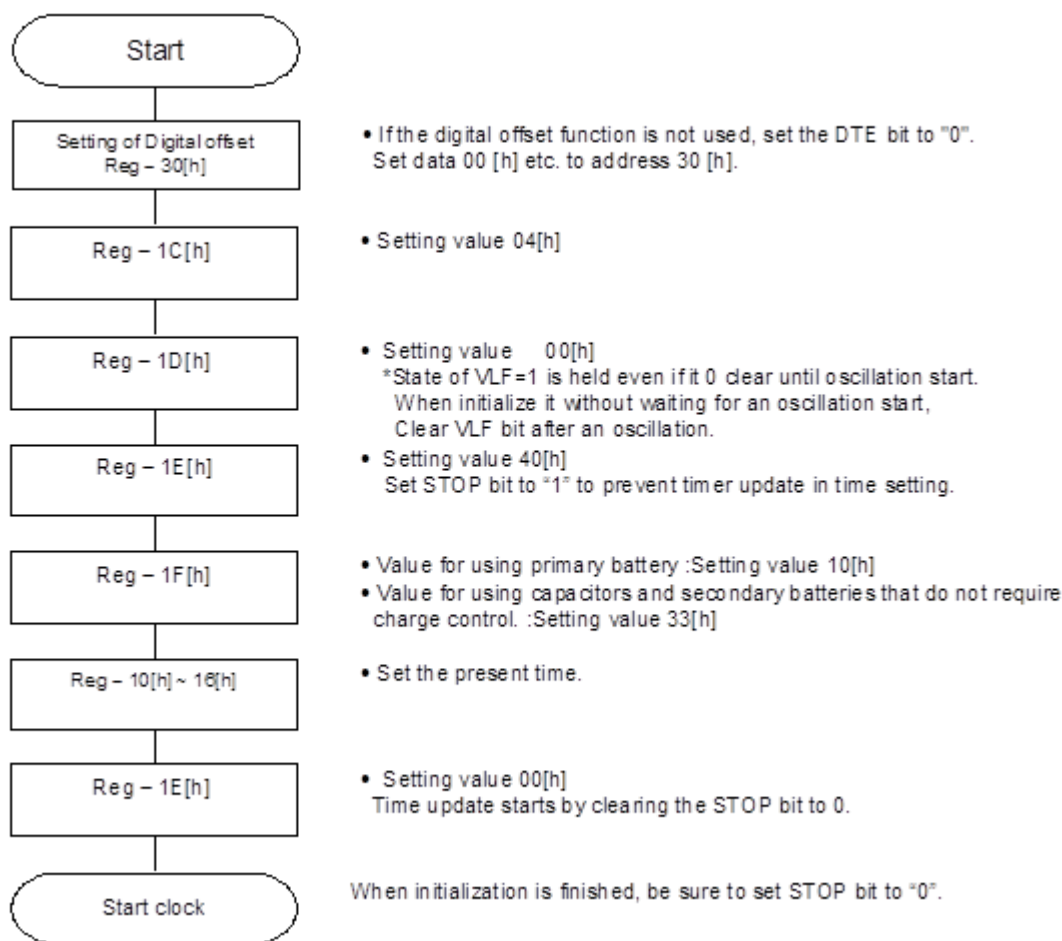 Start
Setting of Digital offset
Reg – 30[h]
• If the digital offset function is not used, set the DTE bit to "0".
Set data 00 [h] etc. to address 30 [h].
Reg – 1C[h]
• Setting value 04[h]
Reg – 1D[h]
• Setting value 00[h]
*State of VLF=1 is held even if it 0 clear until oscillation start.
When initialize it without waiting for an oscillation start,
Clear VLF bit after an oscillation.
Reg – 1E[h]
• Setting value 40[h]
Set STOP bit to “1” to prevent timer update in time setting.
Reg – 1F[h]
• Value for using primary battery :Setting value 10[h]
• Value for using capacitors and secondary batteries that do not require
charge control. :Setting value 33[h]
Reg – 10[h] ~ 16[h]
• Set the present time.
Reg – 1E[h]
• Setting value 00[h]
Time update starts by clearing the STOP bit to 0.
Start clock
When initialization is finished, be sure to set STOP bit to “0”.